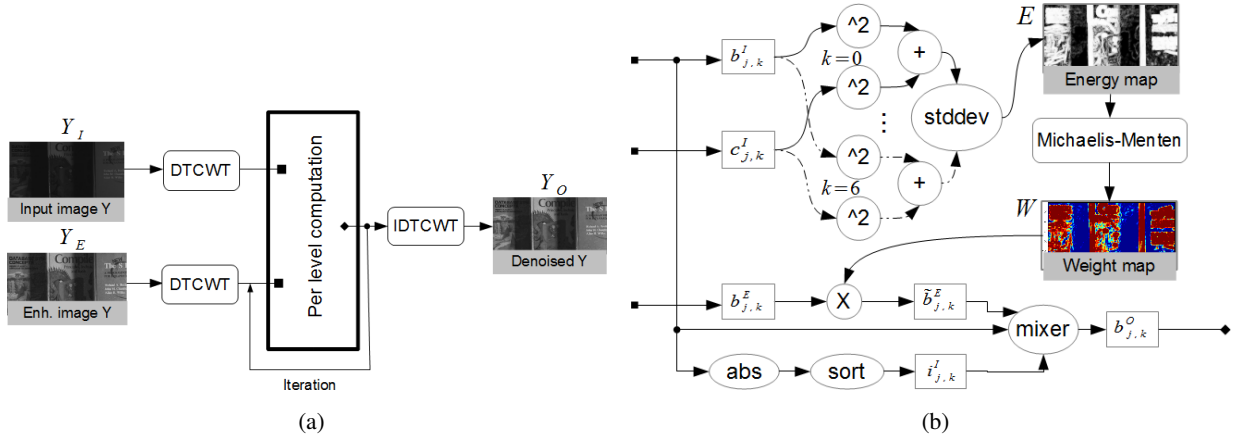 Y_I
Input image Y
DTCWT
Y_E
Enh. image Y
DTCWT
Per level computation
Iteration
IDTCWT
Y_O
Denoised Y
(a)
b^I_{j,k}
c^I_{j,k}
^2
k=0
^2
⋮
^2
k=6
^2
+
+
stddev
E
Energy map
Michaelis-Menten
W
Weight map
b^E_{j,k}
X
b̃^E_{j,k}
mixer
b^O_{j,k}
abs
sort
i^I_{j,k}
(b)